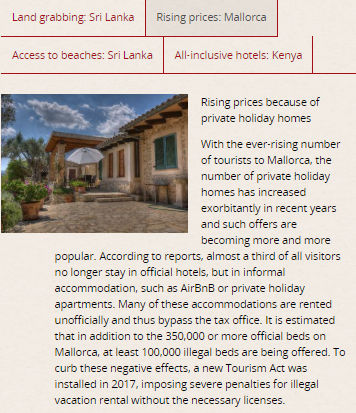 Land grabbing: Sri Lanka
Rising prices: Mallorca
Access to beaches: Sri Lanka
All-inclusive hotels: Kenya
Rising prices because of
private holiday homes
With the ever-rising number
of tourists to Mallorca, the
number of private holiday
homes has increased
exorbitantly in recent years
and such offers are
becoming more and more
popular. According to reports, almost a third of all visitors
no longer stay in official hotels, but in informal
accommodation, such as AirBnB or private holiday
apartments. Many of these accommodations are rented
unofficially and thus bypass the tax office. It is estimated
that in addition to the 350,000 or more official beds on
Mallorca, at least 100,000 illegal beds are being offered. To
curb these negative effects, a new Tourism Act was
installed in 2017, imposing severe penalties for illegal
vacation rental without the necessary licenses.